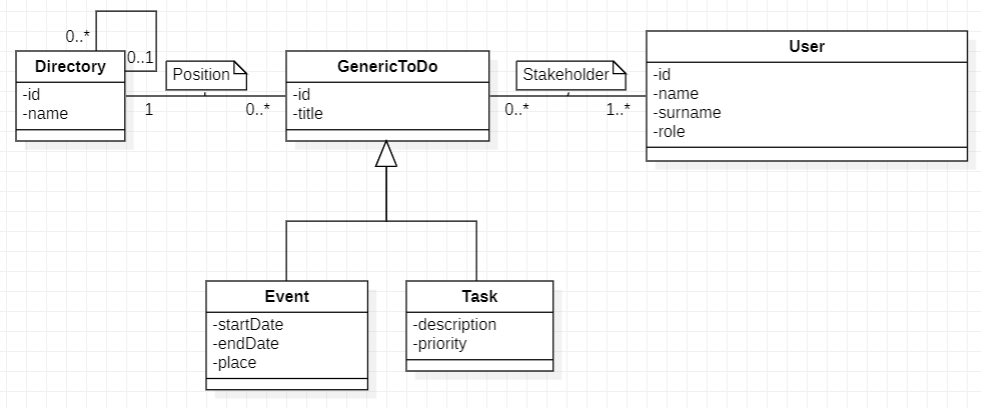 0..*
0..1
Directory
-id
-name
Position
1
0..*
GenericToDo
-id
-title
Stakeholder
0..*
1..*
User
-id
-name
-surname
-role
Event
-startDate
-endDate
-place
Task
-description
-priority